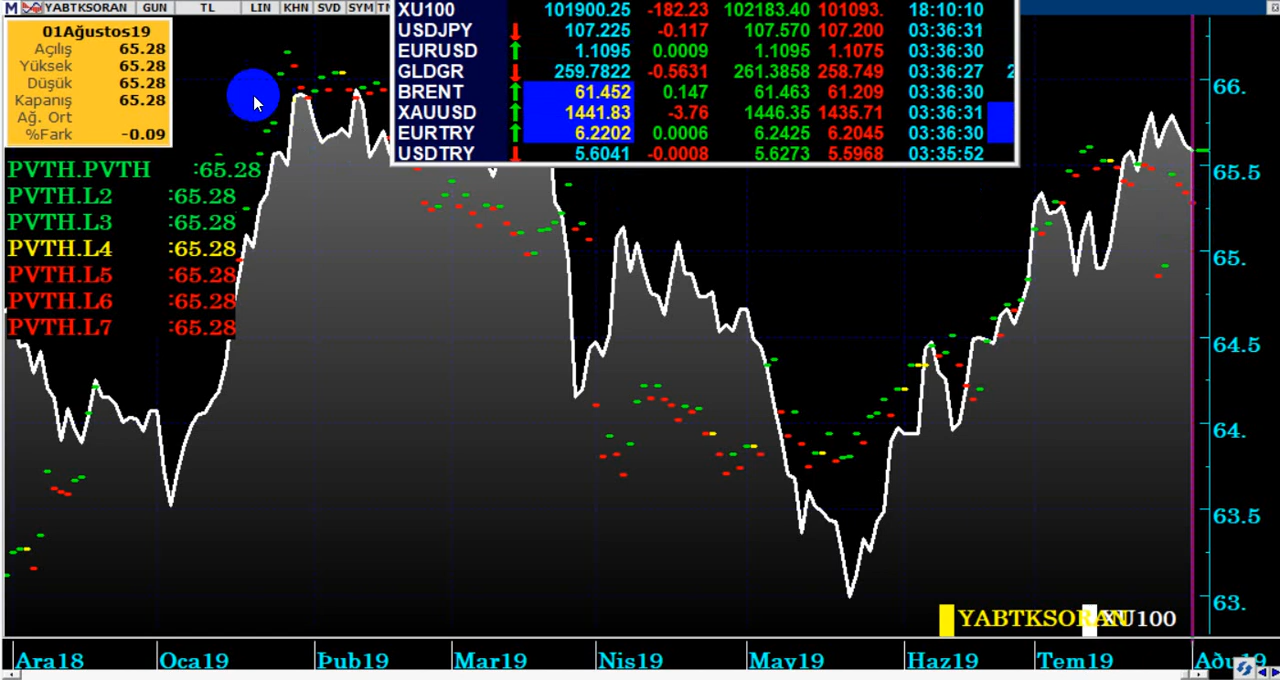 M YABTKSORAN GUN TL LIN KHN SVD SYM
01Ağustos19
Açılış 65.28
Yüksek 65.28
Düşük 65.28
Kapanış 65.28
Ağ. Ort
%Fark -0.09
PVTH.PVTH :65.28
PVTH.L2 :65.28
PVTH.L3 :65.28
PVTH.L4 :65.28
PVTH.L5 :65.28
PVTH.L6 :65.28
PVTH.L7 :65.28
XU100 101900.25 -182.23 102183.40 101093. 18:10:10
USDJPY 107.225 -0.117 107.570 107.200 03:36:31
EURUSD 1.1095 0.0009 1.1095 1.1075 03:36:30
GLDGR 259.7822 -0.5631 261.3858 258.749 03:36:27 2
BRENT 61.452 0.147 61.463 61.209 03:36:30
XAUUSD 1441.83 -3.76 1446.35 1435.71 03:36:31
EURTRY 6.2202 0.0006 6.2425 6.2045 03:36:30
USDTRY 5.6041 -0.0008 5.6273 5.5968 03:35:52
66.
65.5
65.
64.5
64.
63.5
63.
YABTKSORAN XU100
Ara18 Oca19 Þub19 Mar19 Nis19 May19 Haz19 Tem19 Aðu19